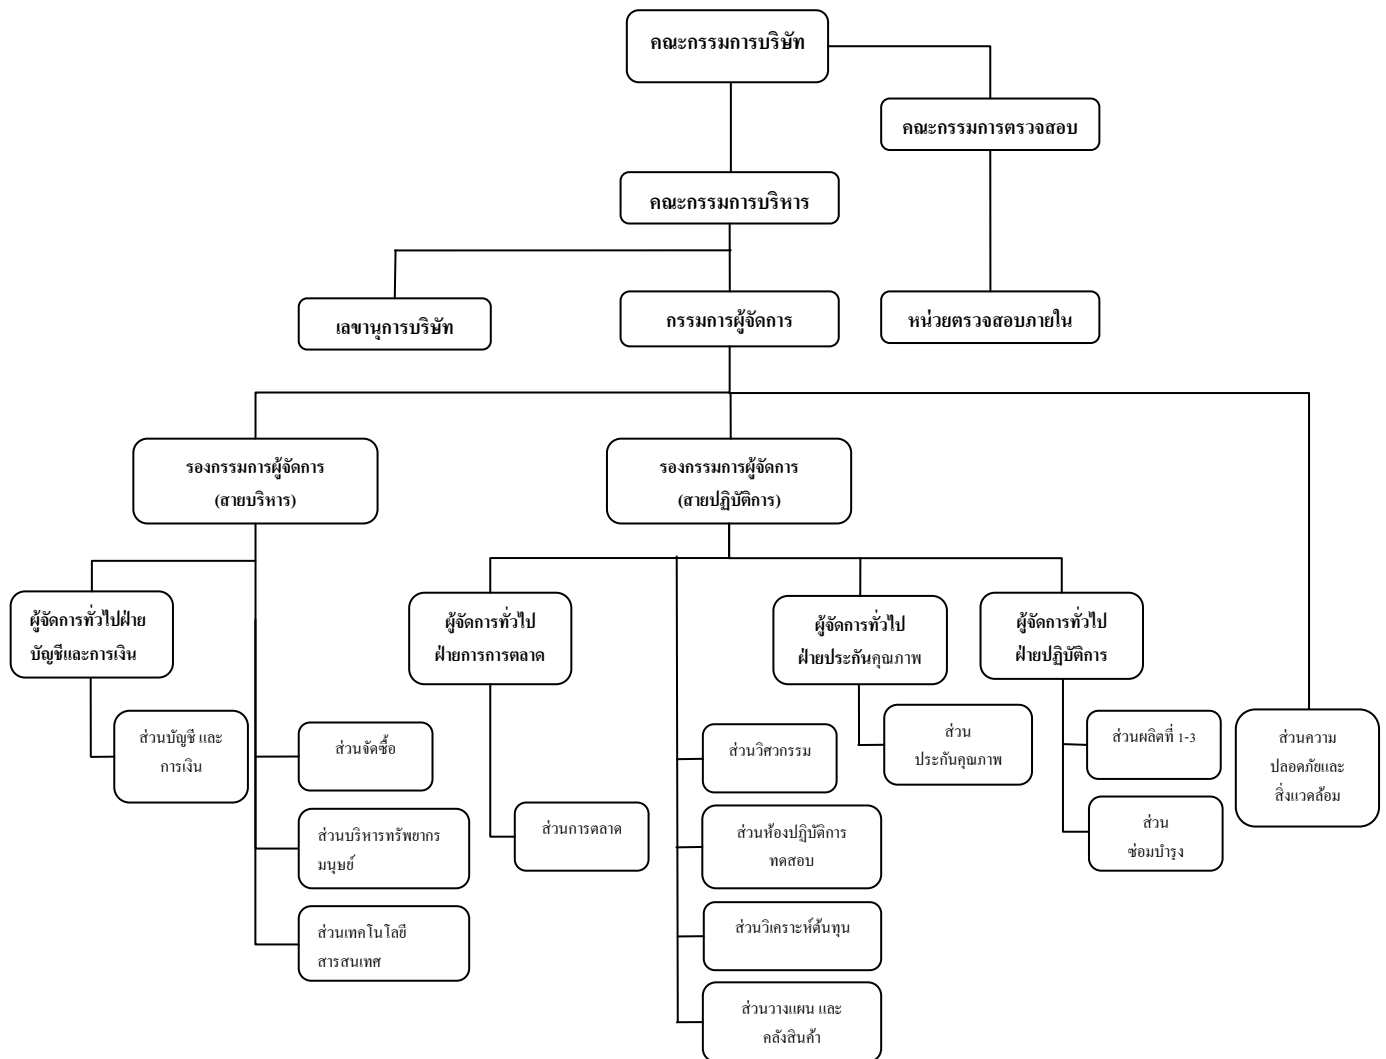 คณะกรรมการบริษัท
คณะกรรมการตรวจสอบ
คณะกรรมการบริหาร
เลขานุการบริษัท
กรรมการผู้จัดการ
หน่วยตรวจสอบภายใน
รองกรรมการผู้จัดการ
(สายบริหาร)
รองกรรมการผู้จัดการ
(สายปฏิบัติการ)
ผู้จัดการทั่วไปฝ่าย
บัญชีและการเงิน
ผู้จัดการทั่วไป
ฝ่ายการการตลาด
ผู้จัดการทั่วไป
ฝ่ายประกันคุณภาพ
ผู้จัดการทั่วไป
ฝ่ายปฏิบัติการ
ส่วนบัญชี และ
การเงิน
ส่วนจัดซื้อ
ส่วนบริหารทรัพยากร
มนุษย์
ส่วนเทคโนโลยี
สารสนเทศ
ส่วนการตลาด
ส่วนวิศวกรรม
ส่วนห้องปฏิบัติการ
ทดสอบ
ส่วนวิเคราะห์ต้นทุน
ส่วนวางแผน และ
คลังสินค้า
ส่วน
ประกันคุณภาพ
ส่วนผลิตที่ 1-3
ส่วน
ซ่อมบำรุง
ส่วนความ
ปลอดภัยและ
สิ่งแวดล้อม